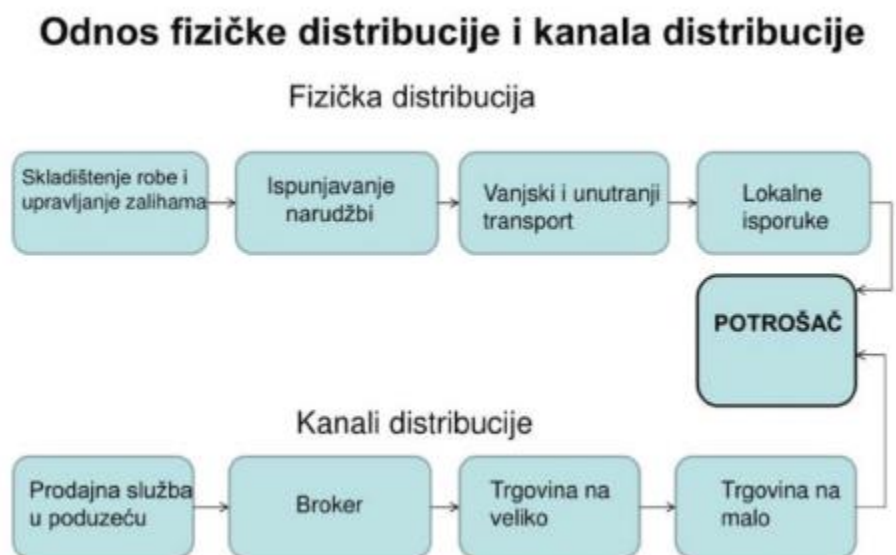 Odnos fizičke distribucije i kanala distribucije
Fizička distribucija
Skladištenje robe i
upravljanje zalihama
Ispunjavanje
narudžbi
Vanjski i unutranji
transport
Lokalne
isporuke
POTROŠAČ
Kanali distribucije
Prodajna služba
u poduzeću
Broker
Trgovina na
veliko
Trgovina na
malo